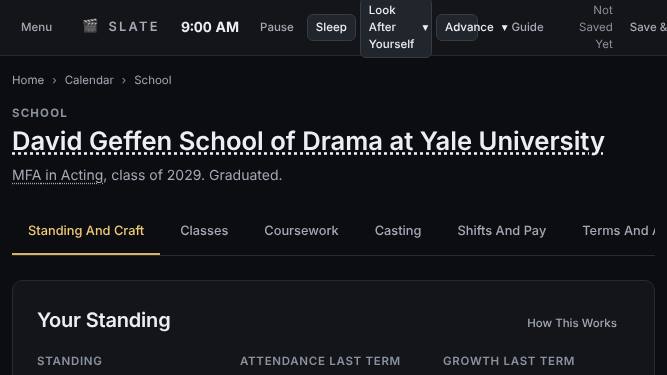 Menu
🎬 SLATE
9:00 AM
Pause
Sleep
Look
After
Yourself
▾
Advance ▾
Guide
Not
Saved
Yet
Save &
Home › Calendar › School
SCHOOL
David Geffen School of Drama at Yale University
MFA in Acting, class of 2029. Graduated.
Standing And Craft
Classes
Coursework
Casting
Shifts And Pay
Terms And
Your Standing
How This Works
STANDING
ATTENDANCE LAST TERM
GROWTH LAST TERM